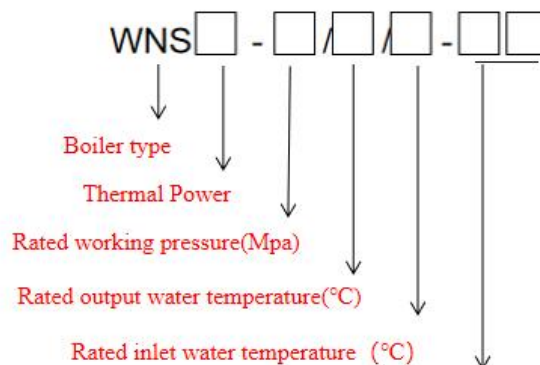 WNS□ - □/□/□ - □□
Boiler type
Thermal Power
Rated working pressure(Mpa)
Rated output water temperature(°C)
Rated inlet water temperature (°C)